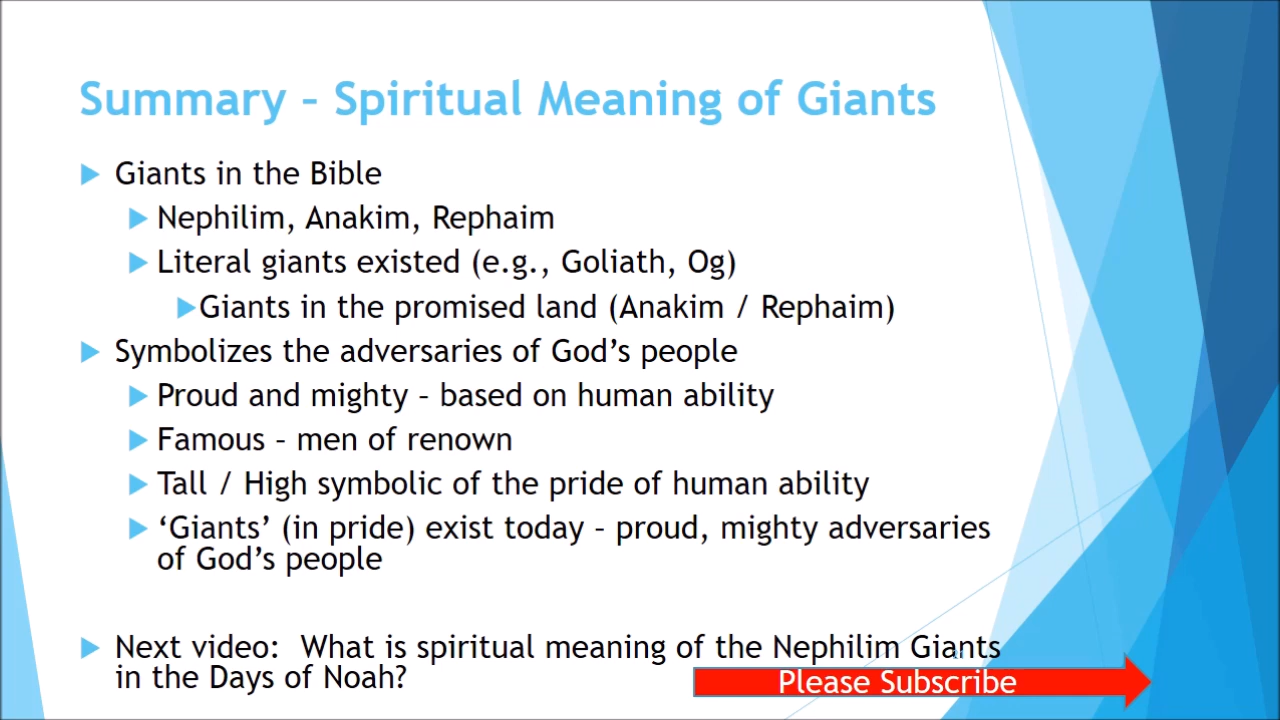 Summary – Spiritual Meaning of Giants
Giants in the Bible
Nephilim, Anakim, Rephaim
Literal giants existed (e.g., Goliath, Og)
Giants in the promised land (Anakim / Rephaim)
Symbolizes the adversaries of God’s people
Proud and mighty – based on human ability
Famous – men of renown
Tall / High symbolic of the pride of human ability
‘Giants’ (in pride) exist today – proud, mighty adversaries
of God’s people
Next video:  What is spiritual meaning of the Nephilim Giants
in the Days of Noah?
Please Subscribe